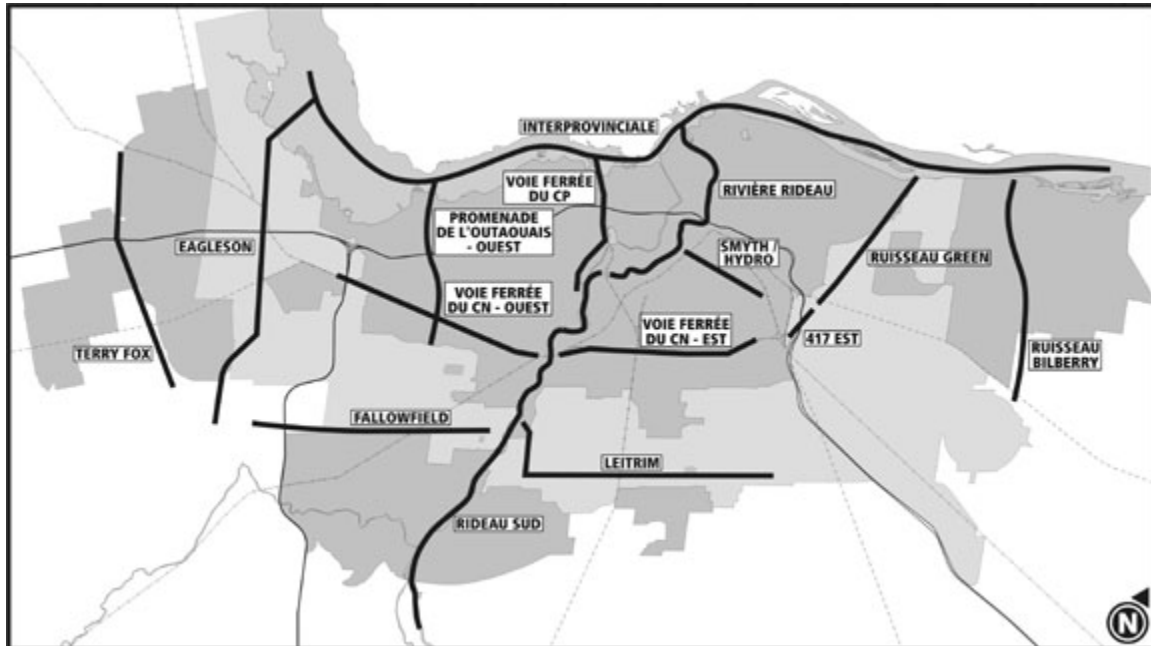 INTERPROVINCIALE
VOIE FERRÉE
DU CP
RIVIÈRE RIDEAU
PROMENADE
DE L'OUTAOUAIS
- OUEST
EAGLESON
SMYTH /
HYDRO
RUISSEAU GREEN
VOIE FERRÉE
DU CN - OUEST
VOIE FERRÉE
DU CN - EST
417 EST
TERRY FOX
RUISSEAU
BILBERRY
FALLOWFIELD
LEITRIM
RIDEAU SUD
N